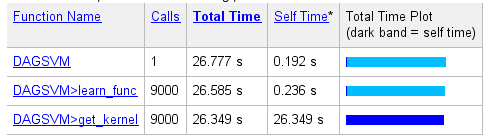 Function Name Calls Total Time Self Time* Total Time Plot
(dark band = self time)
DAGSVM 1 26.777 s 0.192 s
DAGSVM>learn_func 9000 26.585 s 0.236 s
DAGSVM>get_kernel 9000 26.349 s 26.349 s